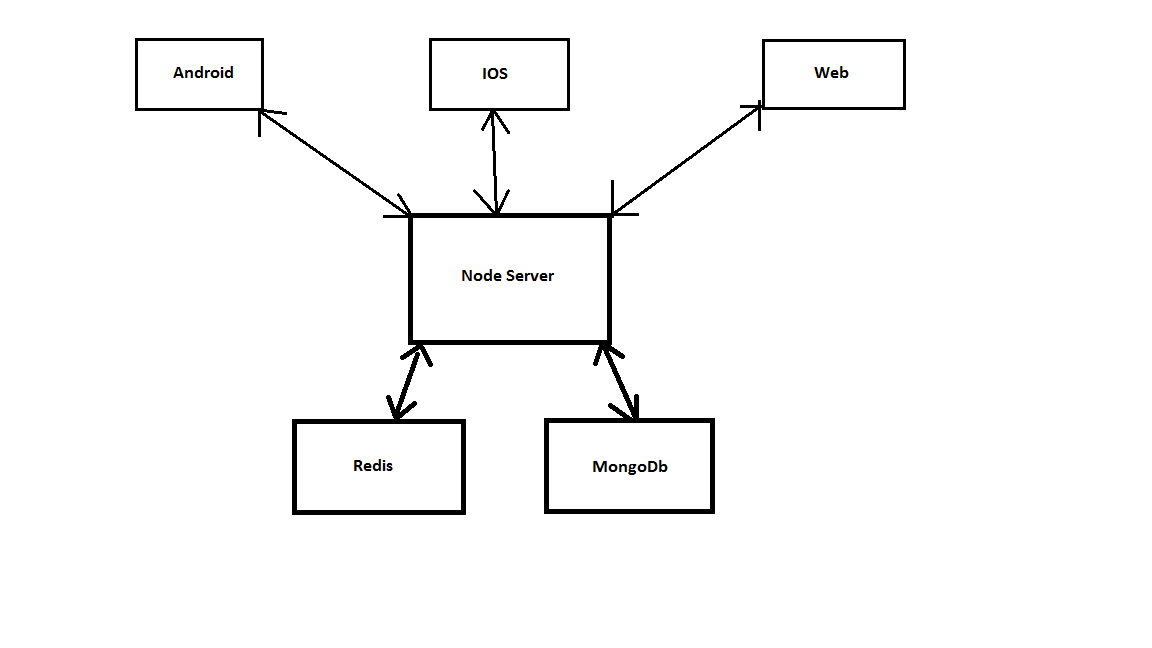 Android
IOS
Web
Node Server
Redis
MongoDb